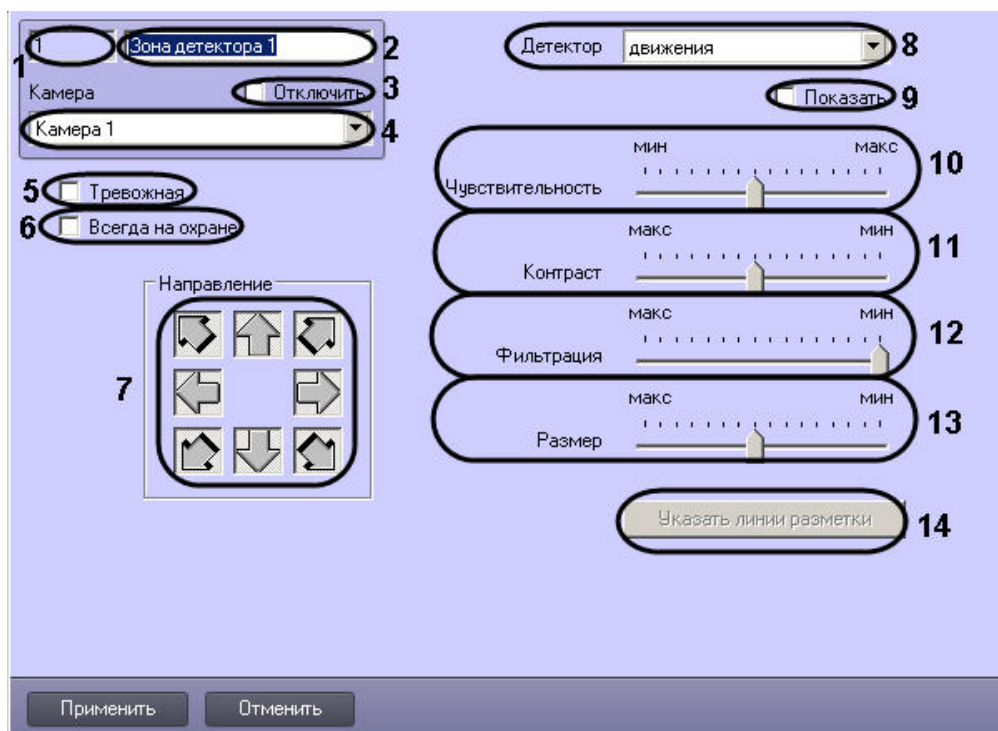 1
Зона детектора 1
1
2
Камера
Отключить
3
Камера 1
4
5
Тревожная
6
Всегда на охране
Направление
7
Детектор
движения
8
Показать
9
мин
макс
Чувствительность
10
макс
мин
Контраст
11
макс
мин
Фильтрация
12
макс
мин
Размер
13
Указать линии разметки
14
Применить
Отменить